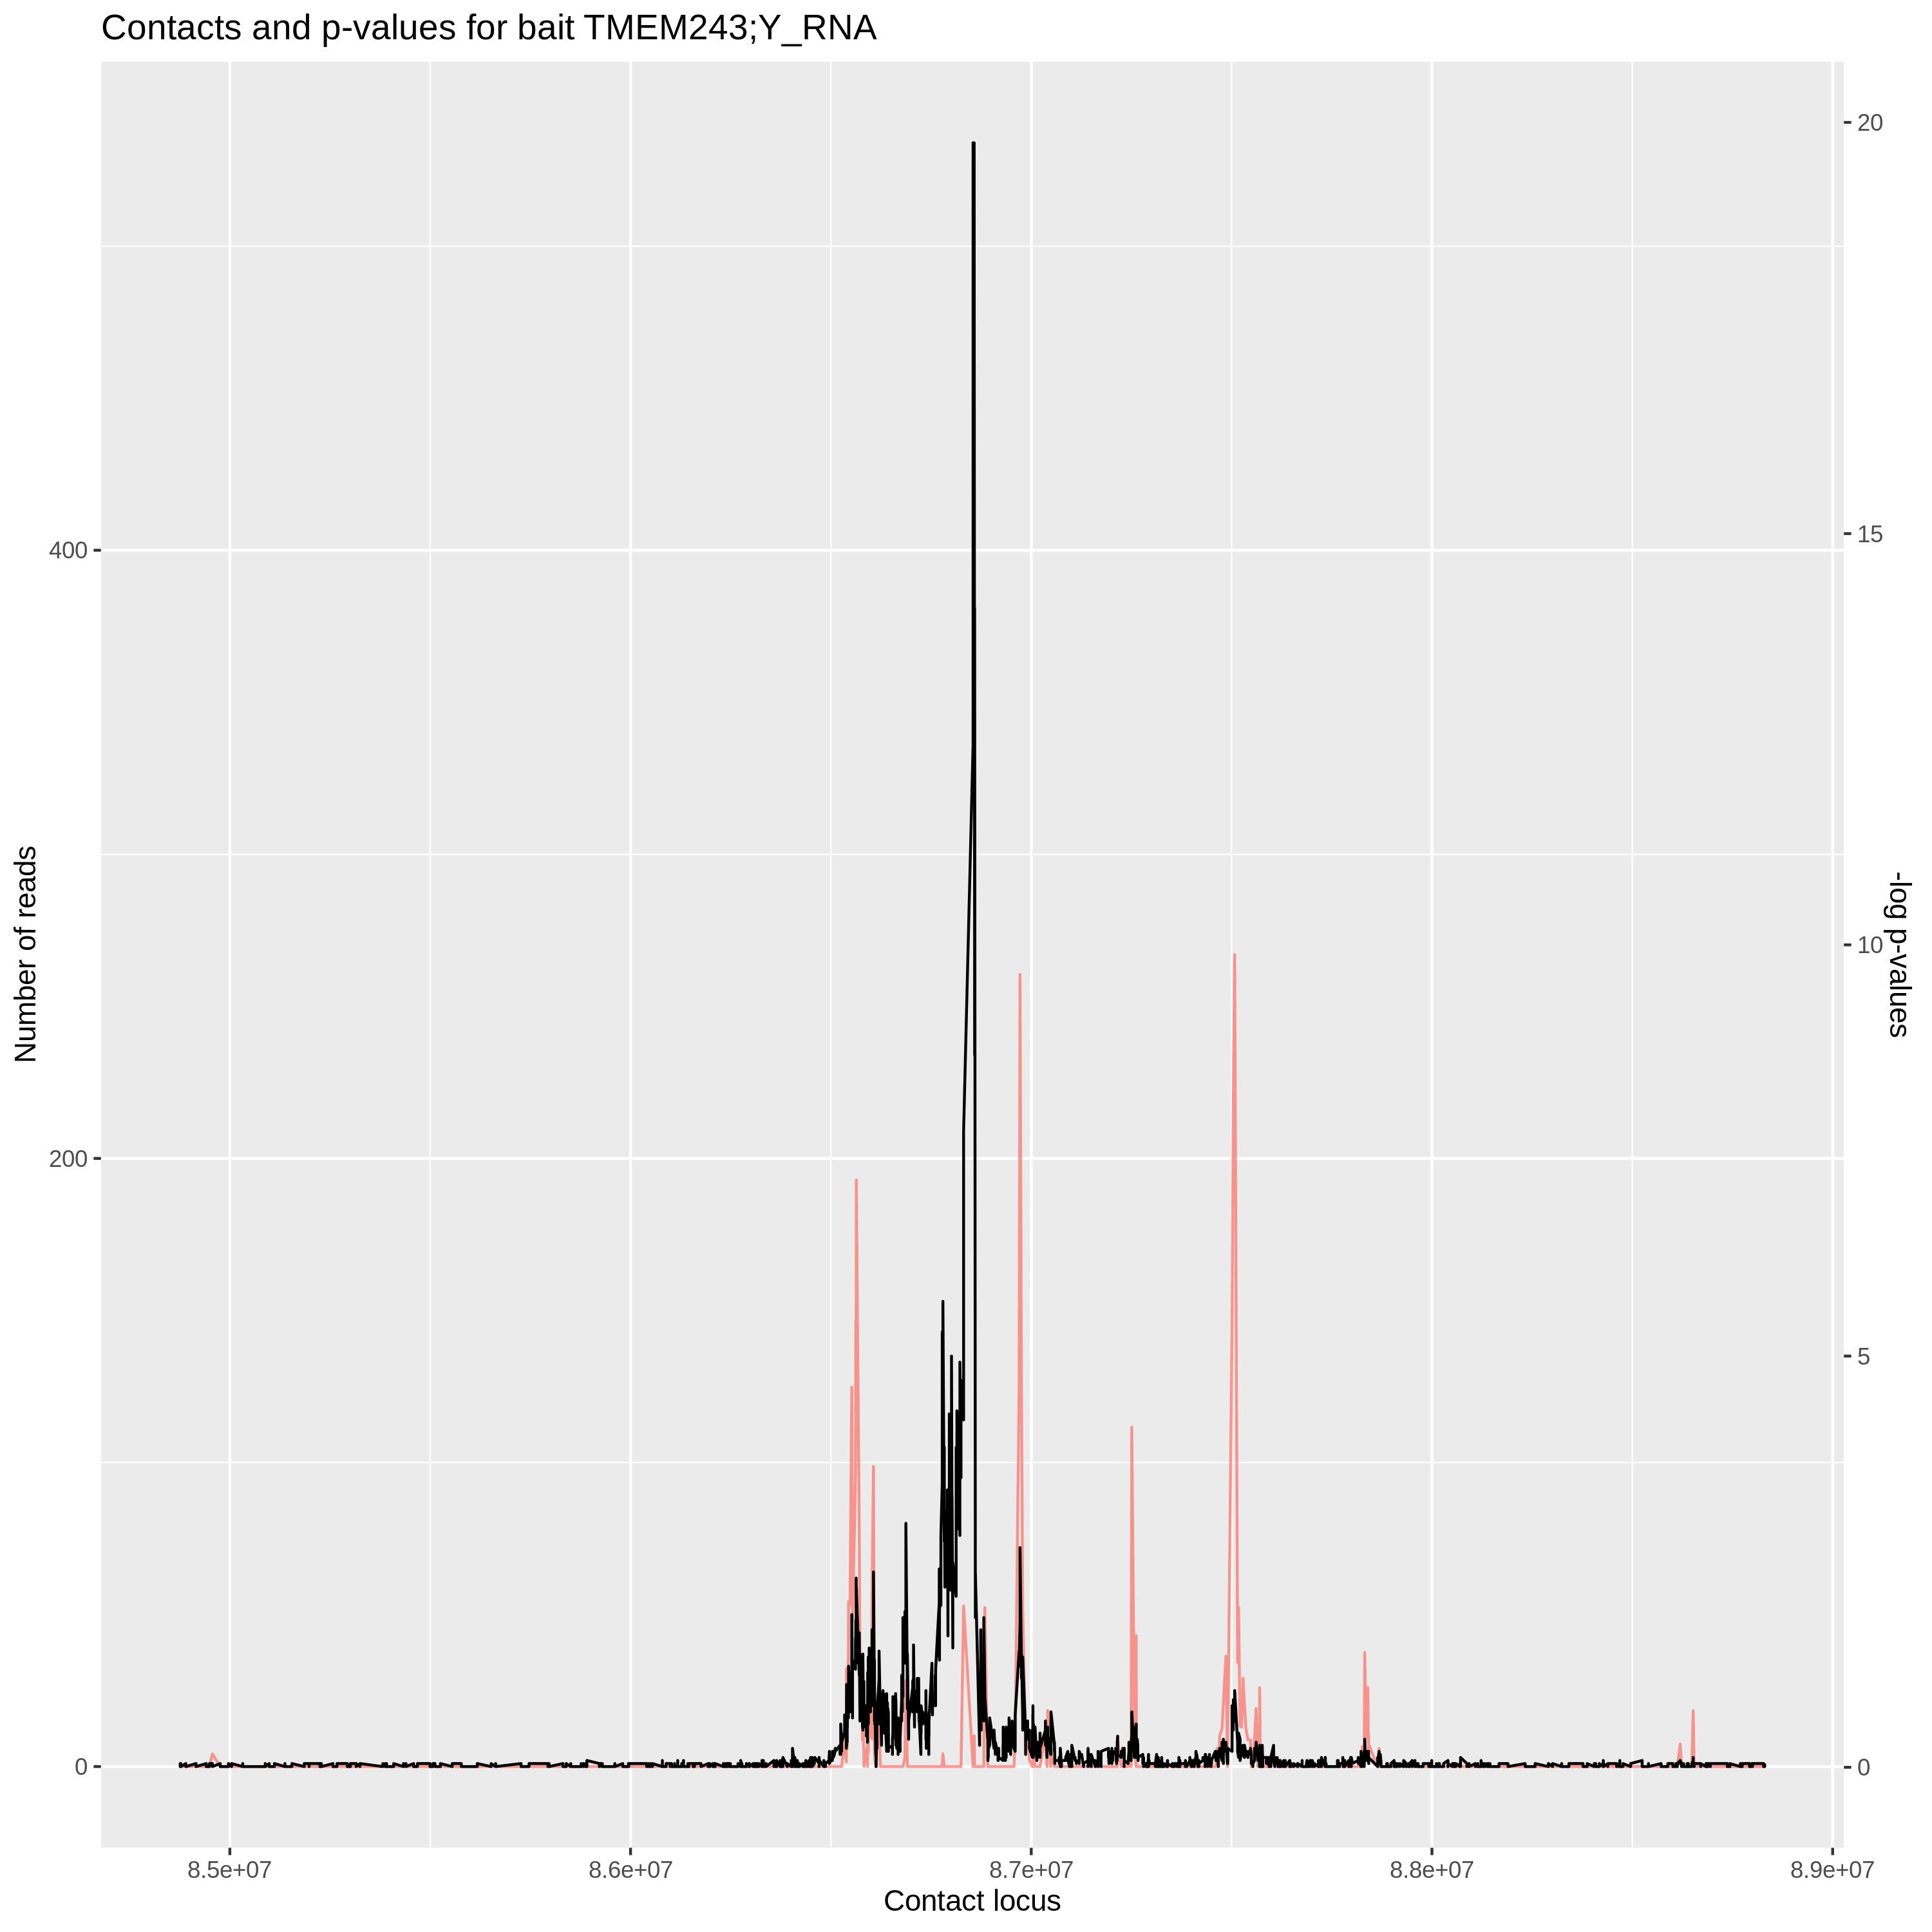 Contacts and p-values for bait TMEM243;Y_RNA
20
400
15
Number of reads
-log p-values
10
200
5
0
0
8.5e+07
8.6e+07
8.7e+07
8.8e+07
8.9e+07
Contact locus